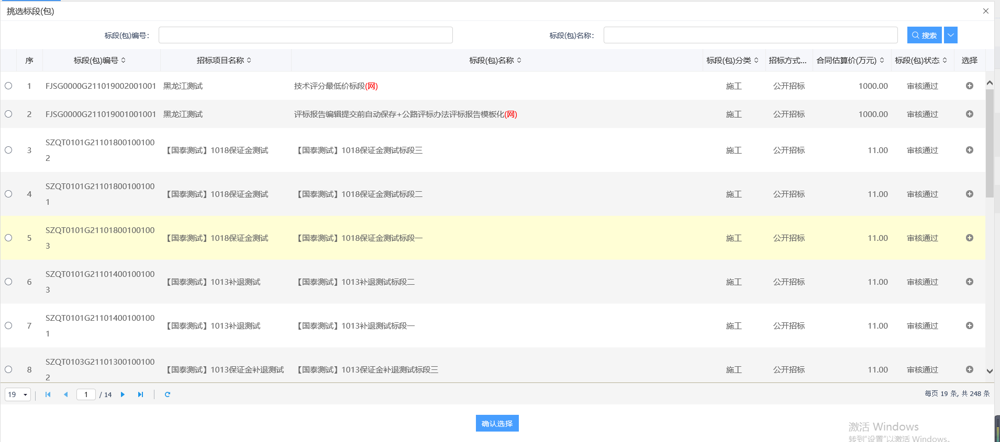 挑选标段(包)
标段(包)编号： 标段(包)名称： 搜索
序 标段(包)编号 招标项目名称 标段(包)名称 标段(包)分类 招标方式... 合同估算价(万元) 标段(包)状态 选择
1 FJSG0000G211019002001001 黑龙江测试 技术评分最低价标段(网) 施工 公开招标 1000.00 审核通过
2 FJSG0000G211019001001001 黑龙江测试 评标报告编辑提交前自动保存+公路评标办法评标报告模板化(网) 施工 公开招标 1000.00 审核通过
SZQT0101G21101800100100
3 【国泰测试】1018保证金测试 【国泰测试】1018保证金测试标段三 施工 公开招标 11.00 审核通过
2
SZQT0101G21101800100100
4 【国泰测试】1018保证金测试 【国泰测试】1018保证金测试标段二 施工 公开招标 11.00 审核通过
1
SZQT0101G21101800100100
5 【国泰测试】1018保证金测试 【国泰测试】1018保证金测试标段一 施工 公开招标 11.00 审核通过
3
SZQT0101G21101400100100
6 【国泰测试】1013补退测试 【国泰测试】1013补退测试标段二 施工 公开招标 11.00 审核通过
3
SZQT0101G21101400100100
7 【国泰测试】1013补退测试 【国泰测试】1013补退测试标段一 施工 公开招标 11.00 审核通过
1
SZQT0103G21101300100100
8 【国泰测试】1013保证金补退测试 【国泰测试】1013保证金补退测试标段三 施工 公开招标 11.00 审核通过
2
19 1 / 14 每页 19 条, 共 248 条
确认选择
激活 Windows
转到"设置"以激活 Windows。